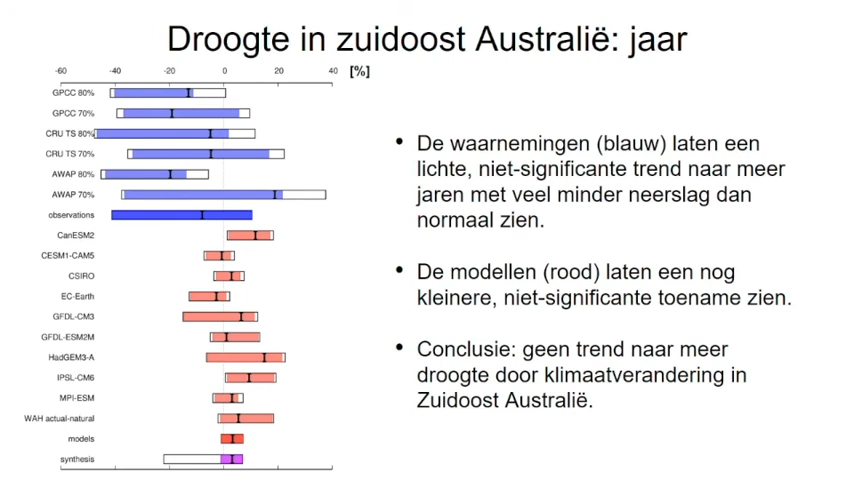 Droogte in zuidoost Australië: jaar
-60 -40 -20 0 20 40 [%]
GPCC 80%
GPCC 70%
CRU TS 80%
CRU TS 70%
AWAP 80%
AWAP 70%
observations
CanESM2
CESM1-CAM5
CSIRO
EC-Earth
GFDL-CM3
GFDL-ESM2M
HadGEM3-A
IPSL-CM6
MPI-ESM
WAH actual-natural
models
synthesis
• De waarnemingen (blauw) laten een
lichte, niet-significante trend naar meer
jaren met veel minder neerslag dan
normaal zien.
• De modellen (rood) laten een nog
kleinere, niet-significante toename zien.
• Conclusie: geen trend naar meer
droogte door klimaatverandering in
Zuidoost Australië.